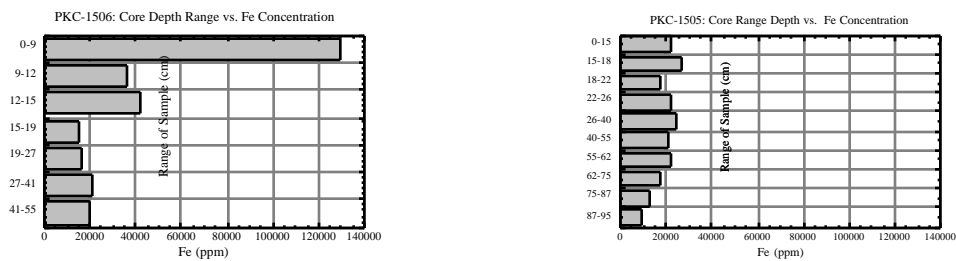 PKC-1506: Core Depth Range vs. Fe Concentration
0-9
9-12
12-15
15-19
19-27
27-41
41-55
Range of Sample (cm)
0 20000 40000 60000 80000 100000 120000 140000
Fe (ppm)
PKC-1505: Core Range Depth vs. Fe Concentration
0-15
15-18
18-22
22-26
26-40
40-55
55-62
62-75
75-87
87-95
Range of Sample (cm)
0 20000 40000 60000 80000 100000 120000 140000
Fe (ppm)